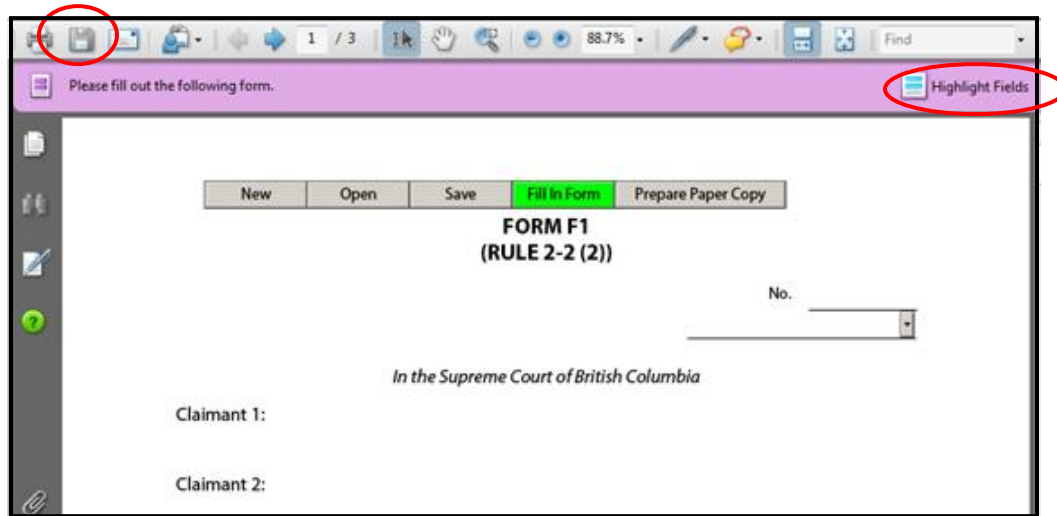 1 / 3 88.7% Find
Please fill out the following form. Highlight Fields
New Open Save Fill In Form Prepare Paper Copy
FORM F1
(RULE 2-2 (2))
No.
In the Supreme Court of British Columbia
Claimant 1:
Claimant 2: